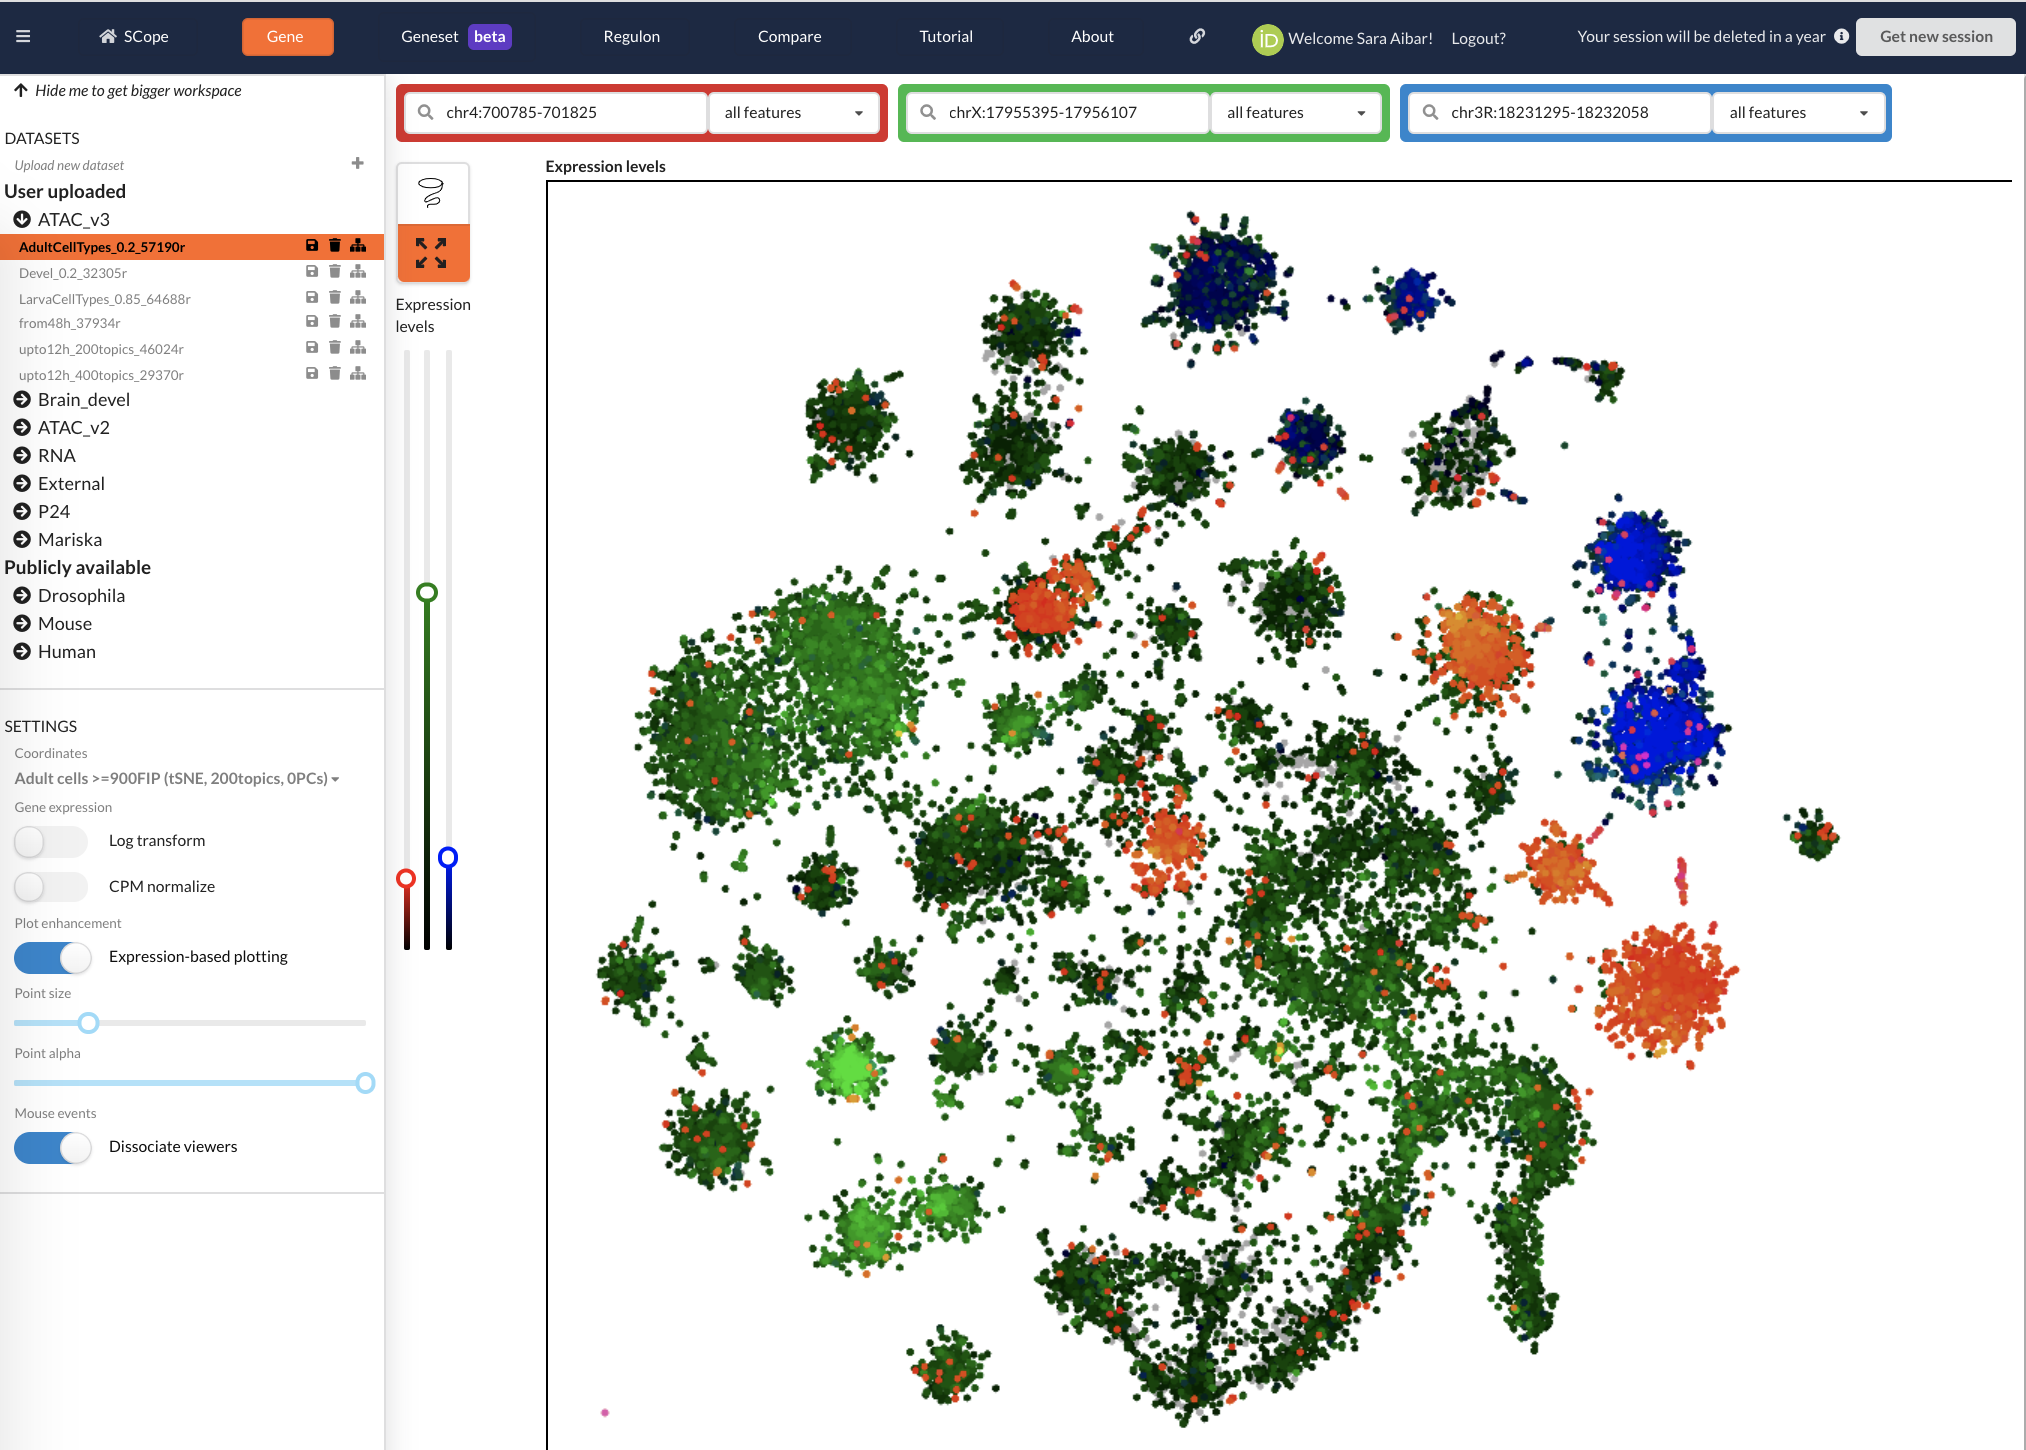 SCope
Gene
Geneset beta
Regulon
Compare
Tutorial
About
iD Welcome Sara Aibar! Logout?
Your session will be deleted in a year
Get new session
Hide me to get bigger workspace
DATASETS
Upload new dataset
User uploaded
ATAC_v3
AdultCellTypes_0.2_57190r
Devel_0.2_32305r
LarvaCellTypes_0.85_64688r
from48h_37934r
upto12h_200topics_46024r
upto12h_400topics_29370r
Brain_devel
ATAC_v2
RNA
External
P24
Mariska
Publicly available
Drosophila
Mouse
Human
SETTINGS
Coordinates
Adult cells >=900FIP (tSNE, 200topics, 0PCs)
Gene expression
Log transform
CPM normalize
Plot enhancement
Expression-based plotting
Point size
Point alpha
Mouse events
Dissociate viewers
chr4:700785-701825 all features
chrX:17955395-17956107 all features
chr3R:18231295-18232058 all features
Expression
levels
Expression levels